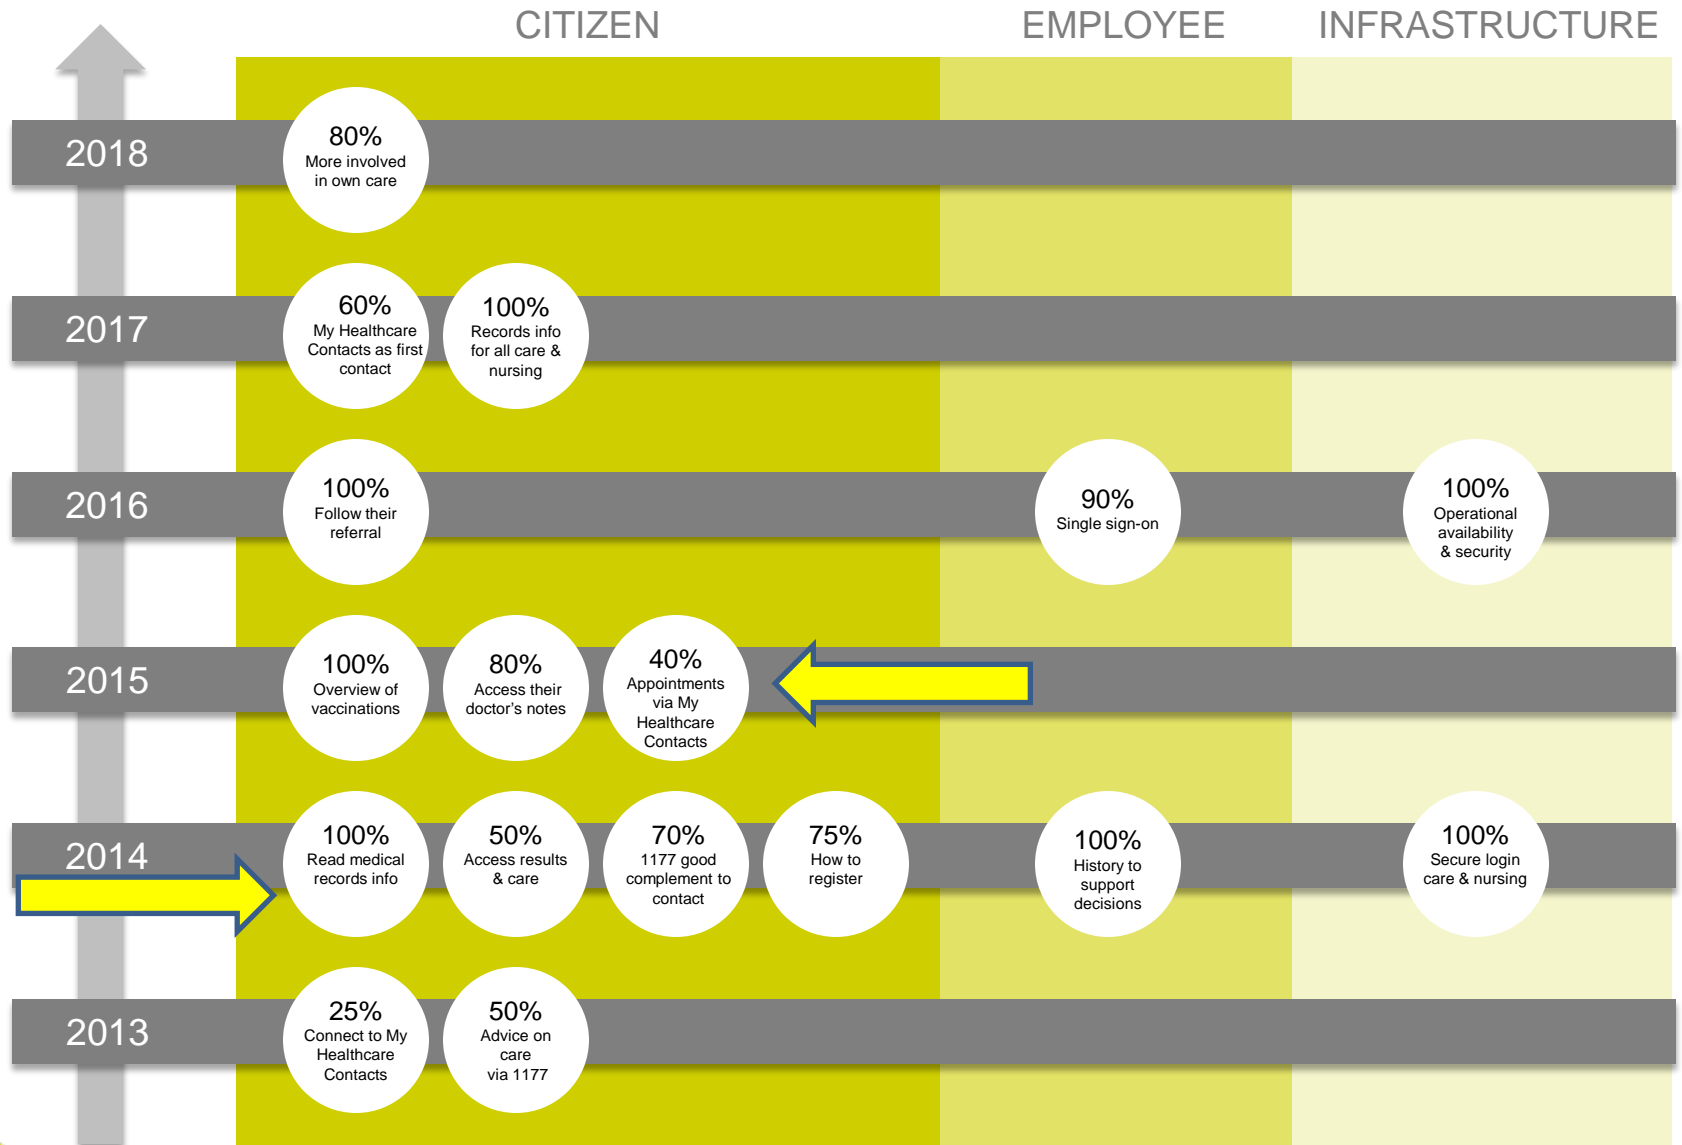 CITIZEN
EMPLOYEE
INFRASTRUCTURE
2018
80%
More involved
in own care
2017
60%
My Healthcare
Contacts as first
contact
100%
Records info
for all care &
nursing
2016
100%
Follow their
referral
90%
Single sign-on
100%
Operational
availability
& security
2015
100%
Overview of
vaccinations
80%
Access their
doctor's notes
40%
Appointments
via My
Healthcare
Contacts
2014
100%
Read medical
records info
50%
Access results
& care
70%
1177 good
complement to
contact
75%
How to
register
100%
History to
support
decisions
100%
Secure login
care & nursing
2013
25%
Connect to My
Healthcare
Contacts
50%
Advice on
care
via 1177